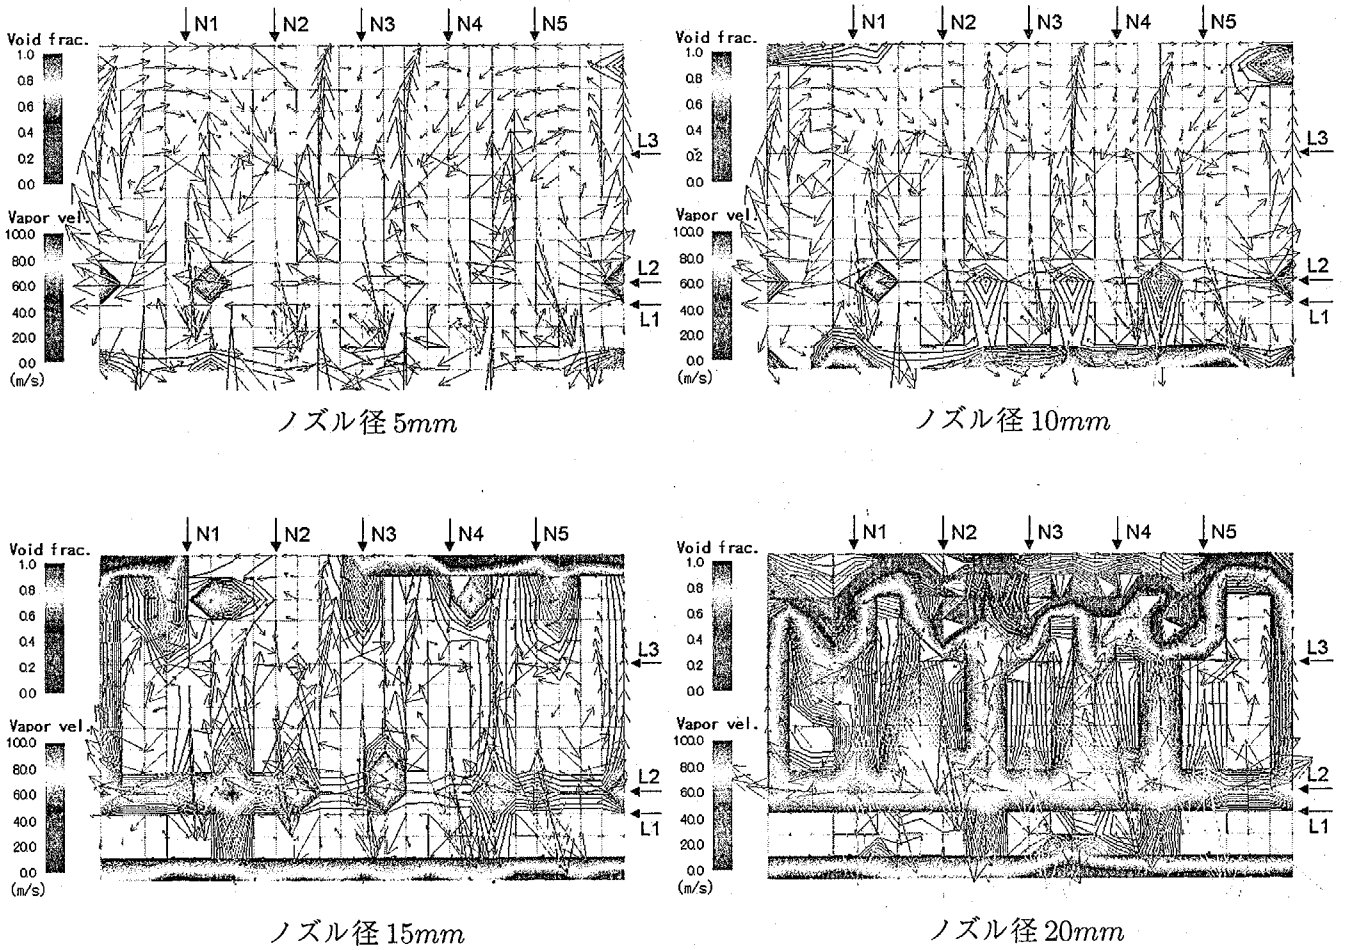 N1 N2 N3 N4 N5
Void frac.
1.0
0.8
0.6
0.4
0.2
0.0
Vapor vel.
100.0
80.0
60.0
40.0
20.0
0.0
(m/s)
L3
L2
L1
ノズル径 5mm
N1 N2 N3 N4 N5
Void frac.
1.0
0.8
0.6
0.4
0.2
0.0
Vapor vel.
100.0
80.0
60.0
40.0
20.0
0.0
(m/s)
L3
L2
L1
ノズル径 10mm
N1 N2 N3 N4 N5
Void frac.
1.0
0.8
0.6
0.4
0.2
0.0
Vapor vel.
100.0
80.0
60.0
40.0
20.0
0.0
(m/s)
L3
L2
L1
ノズル径 15mm
N1 N2 N3 N4 N5
Void frac.
1.0
0.8
0.6
0.4
0.2
0.0
Vapor vel.
100.0
80.0
60.0
40.0
20.0
0.0
(m/s)
L3
L2
L1
ノズル径 20mm